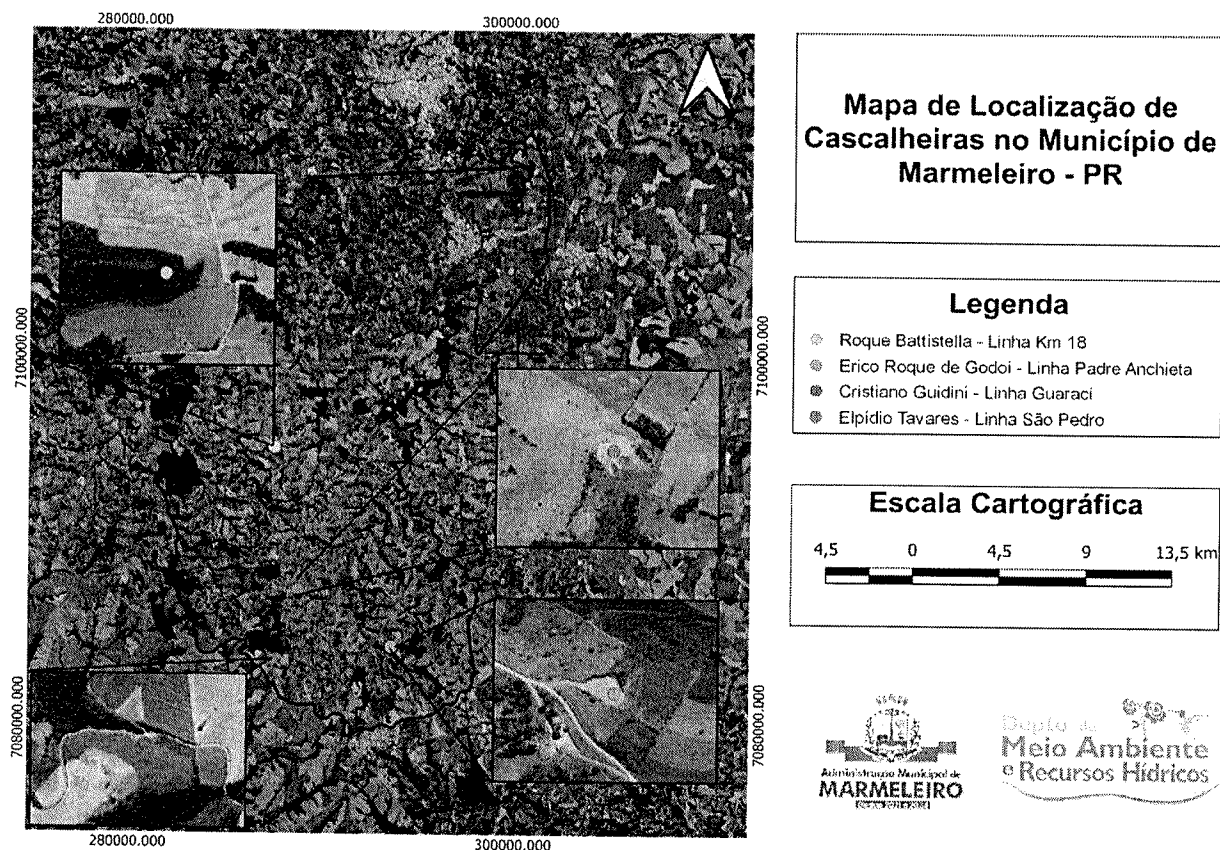 280000.000
300000.000
7100000.000
7100000.000
7080000.000
7080000.000
280000.000
300000.000
Mapa de Localização de
Cascalheiras no Município de
Marmeleiro - PR
Legenda
Roque Battistella - Linha Km 18
Erico Roque de Godoi - Linha Padre Anchieta
Cristiano Guidini - Linha Guaraci
Elpídio Tavares - Linha São Pedro
Escala Cartográfica
4,5 0 4,5 9 13,5 km
Administração Municipal de
MARMELEIRO
Depto de
Meio Ambiente
e Recursos Hídricos